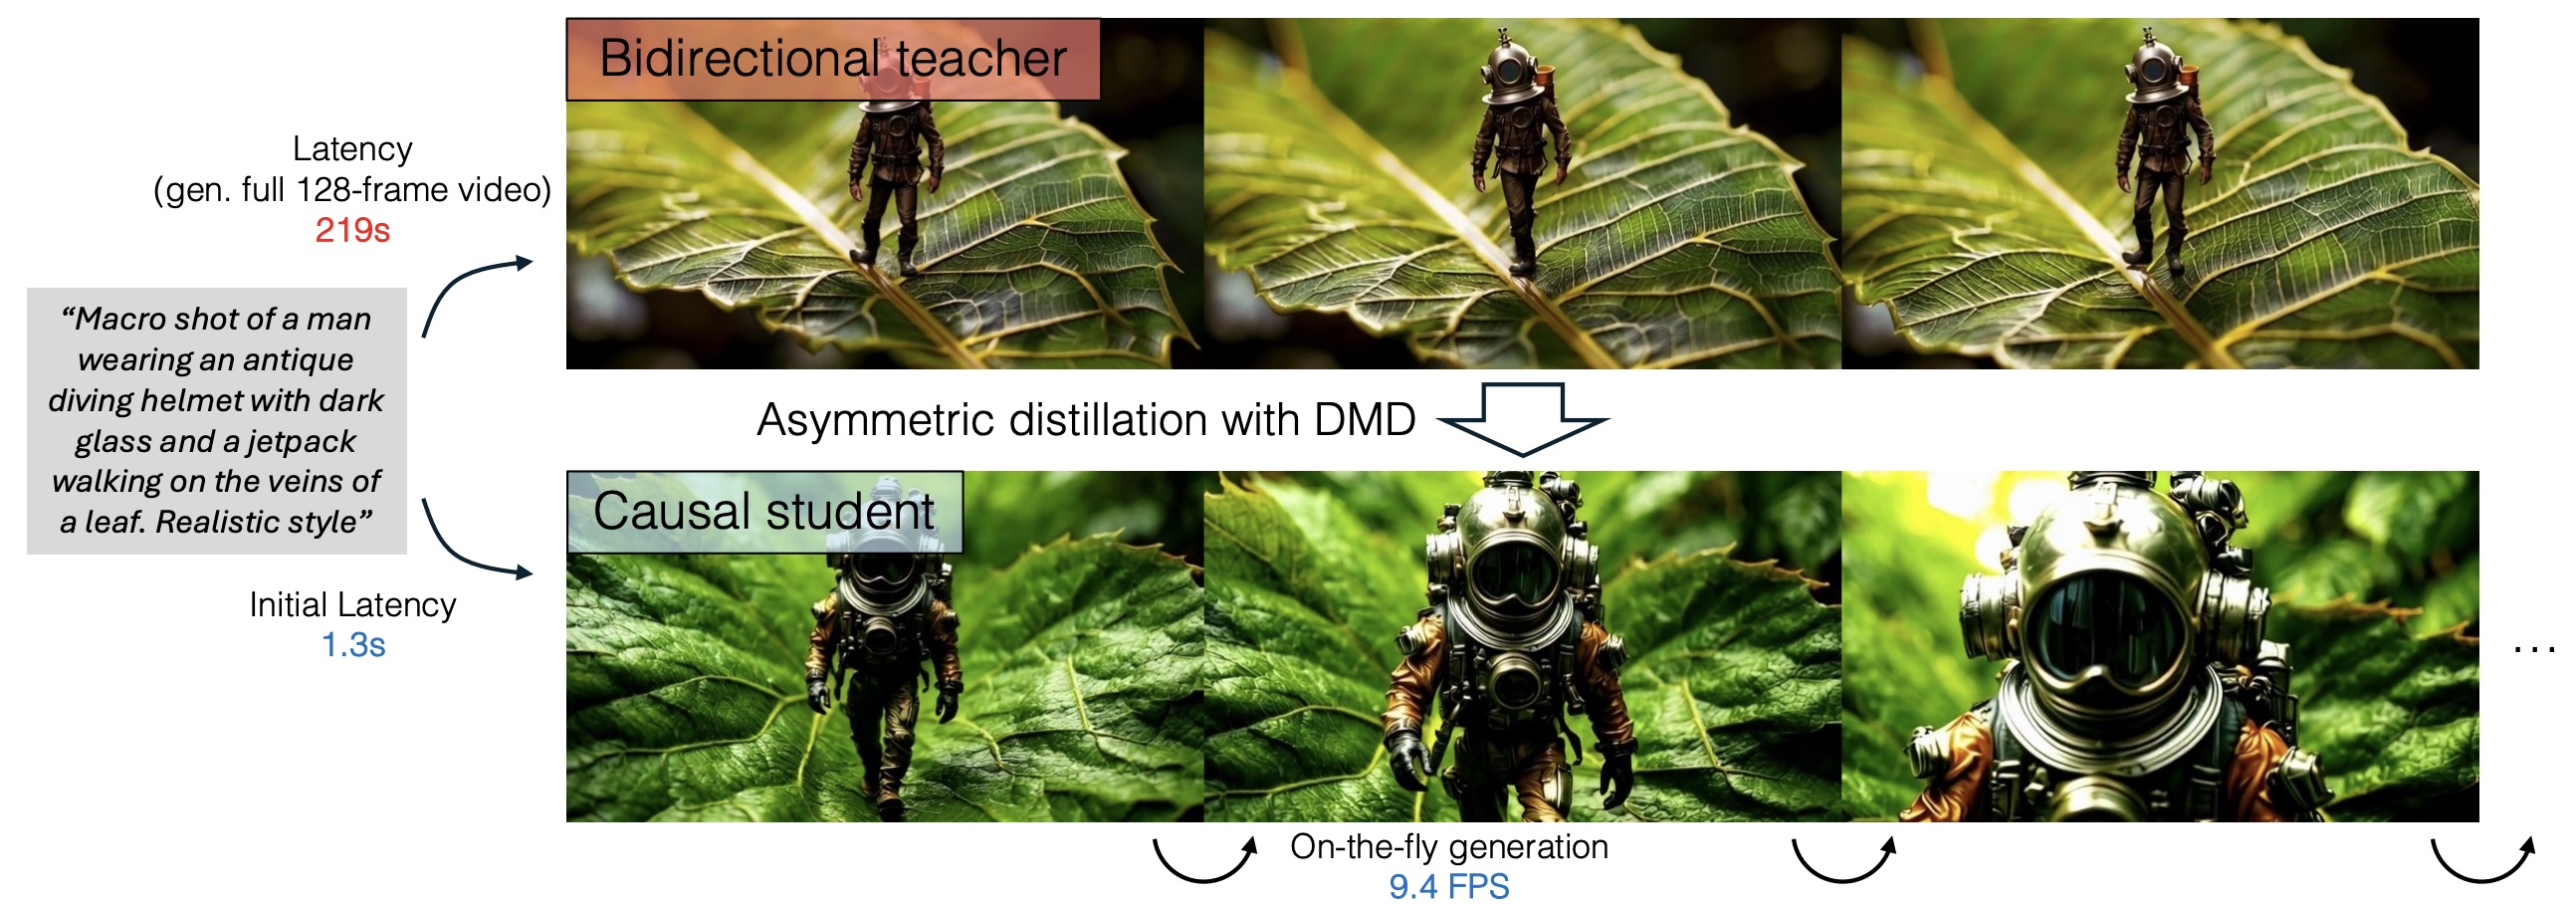 Bidirectional teacher
Latency
(gen. full 128-frame video)
219s
“Macro shot of a man
wearing an antique
diving helmet with dark
glass and a jetpack
walking on the veins of
a leaf. Realistic style”
Asymmetric distillation with DMD
Causal student
Initial Latency
1.3s
...
On-the-fly generation
9.4 FPS